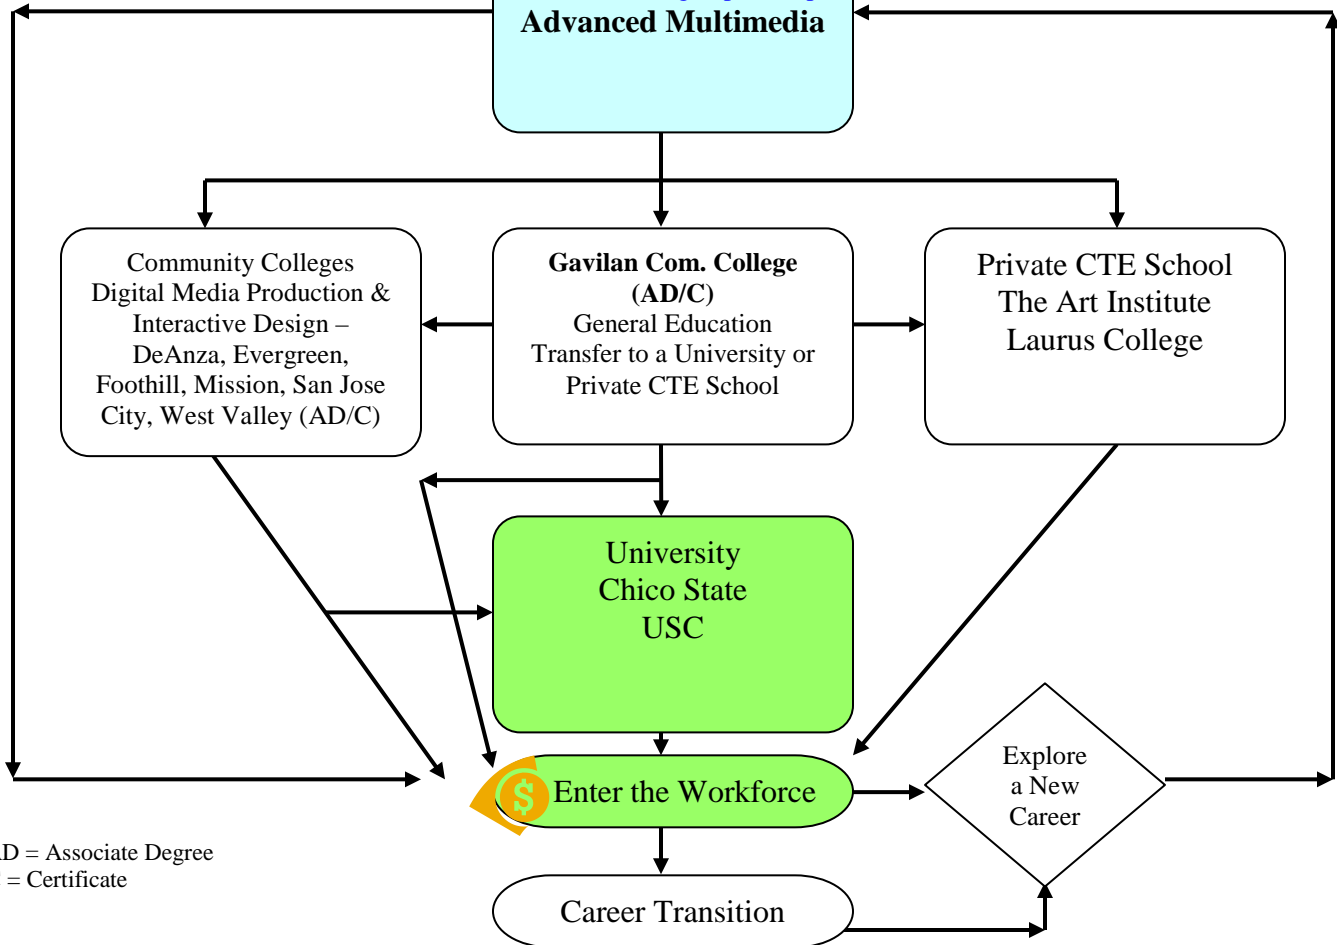 Advanced Multimedia
Community Colleges
Digital Media Production &
Interactive Design –
DeAnza, Evergreen,
Foothill, Mission, San Jose
City, West Valley (AD/C)
Gavilan Com. College
(AD/C)
General Education
Transfer to a University or
Private CTE School
Private CTE School
The Art Institute
Laurus College
University
Chico State
USC
$ Enter the Workforce
Explore
a New
Career
= Associate Degree
= Certificate
Career Transition